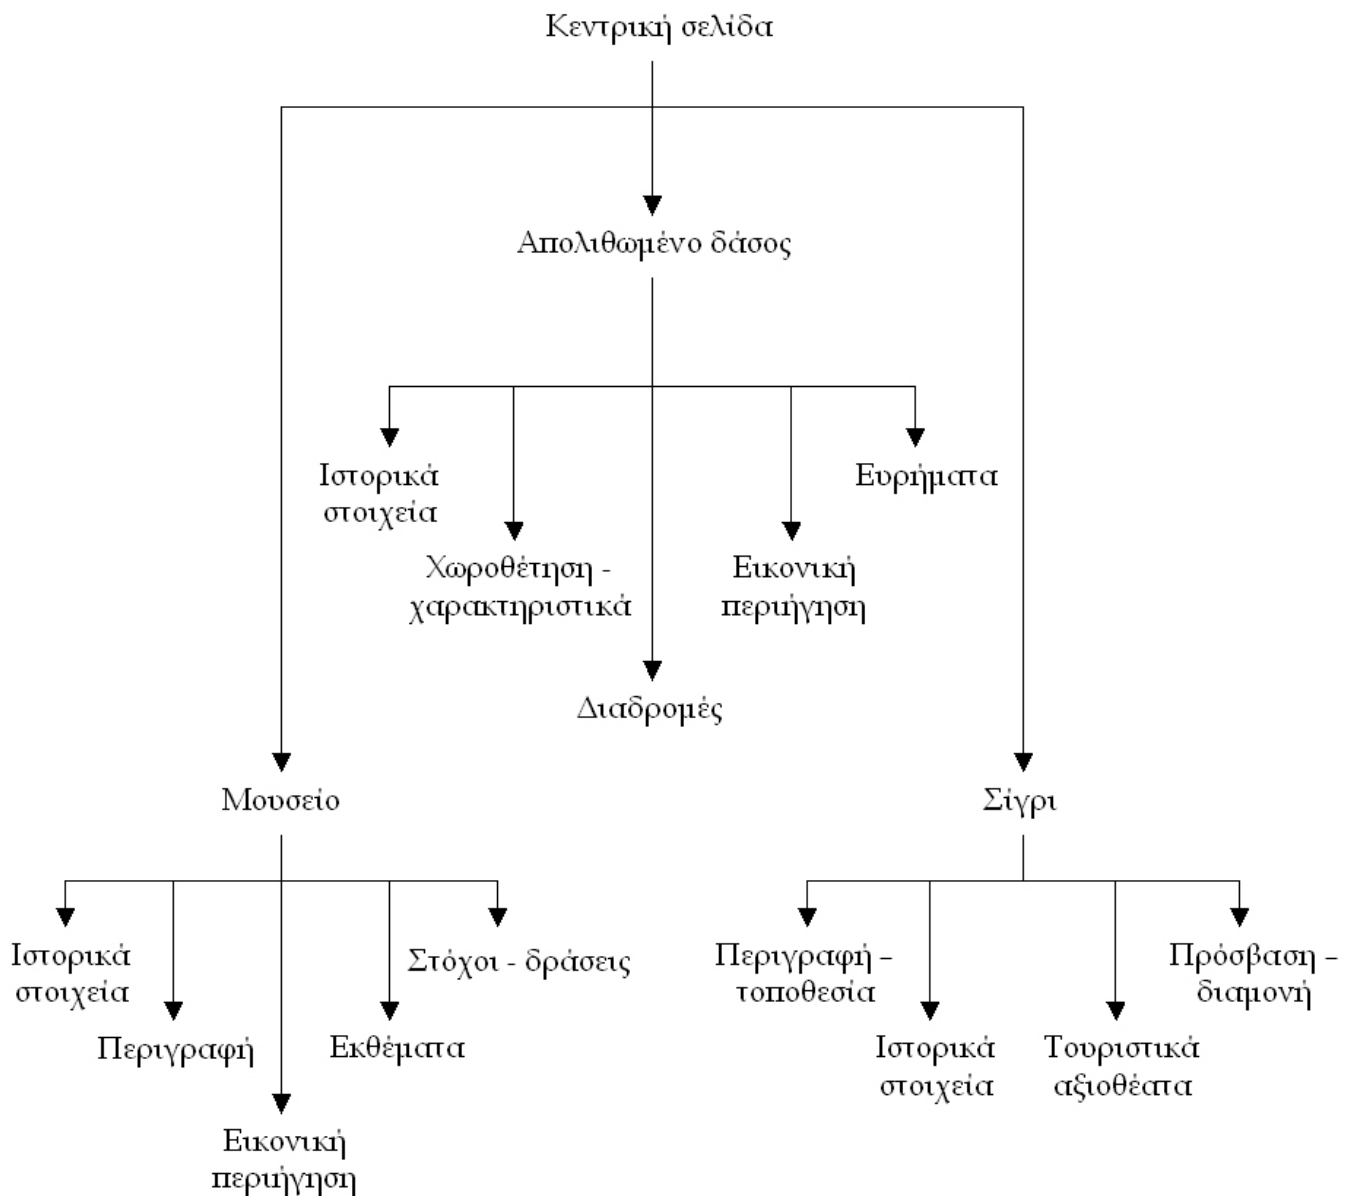 Κεντρική σελίδα
Απολιθωμένο δάσος
Ιστορικά
στοιχεία
Χωροθέτηση -
χαρακτηριστικά
Διαδρομές
Εικονική
περιήγηση
Ευρήματα
Μουσείο
Ιστορικά
στοιχεία
Περιγραφή
Εικονική
περιήγηση
Εκθέματα
Στόχοι - δράσεις
Σίγρι
Περιγραφή –
τοποθεσία
Ιστορικά
στοιχεία
Τουριστικά
αξιοθέατα
Πρόσβαση –
διαμονή